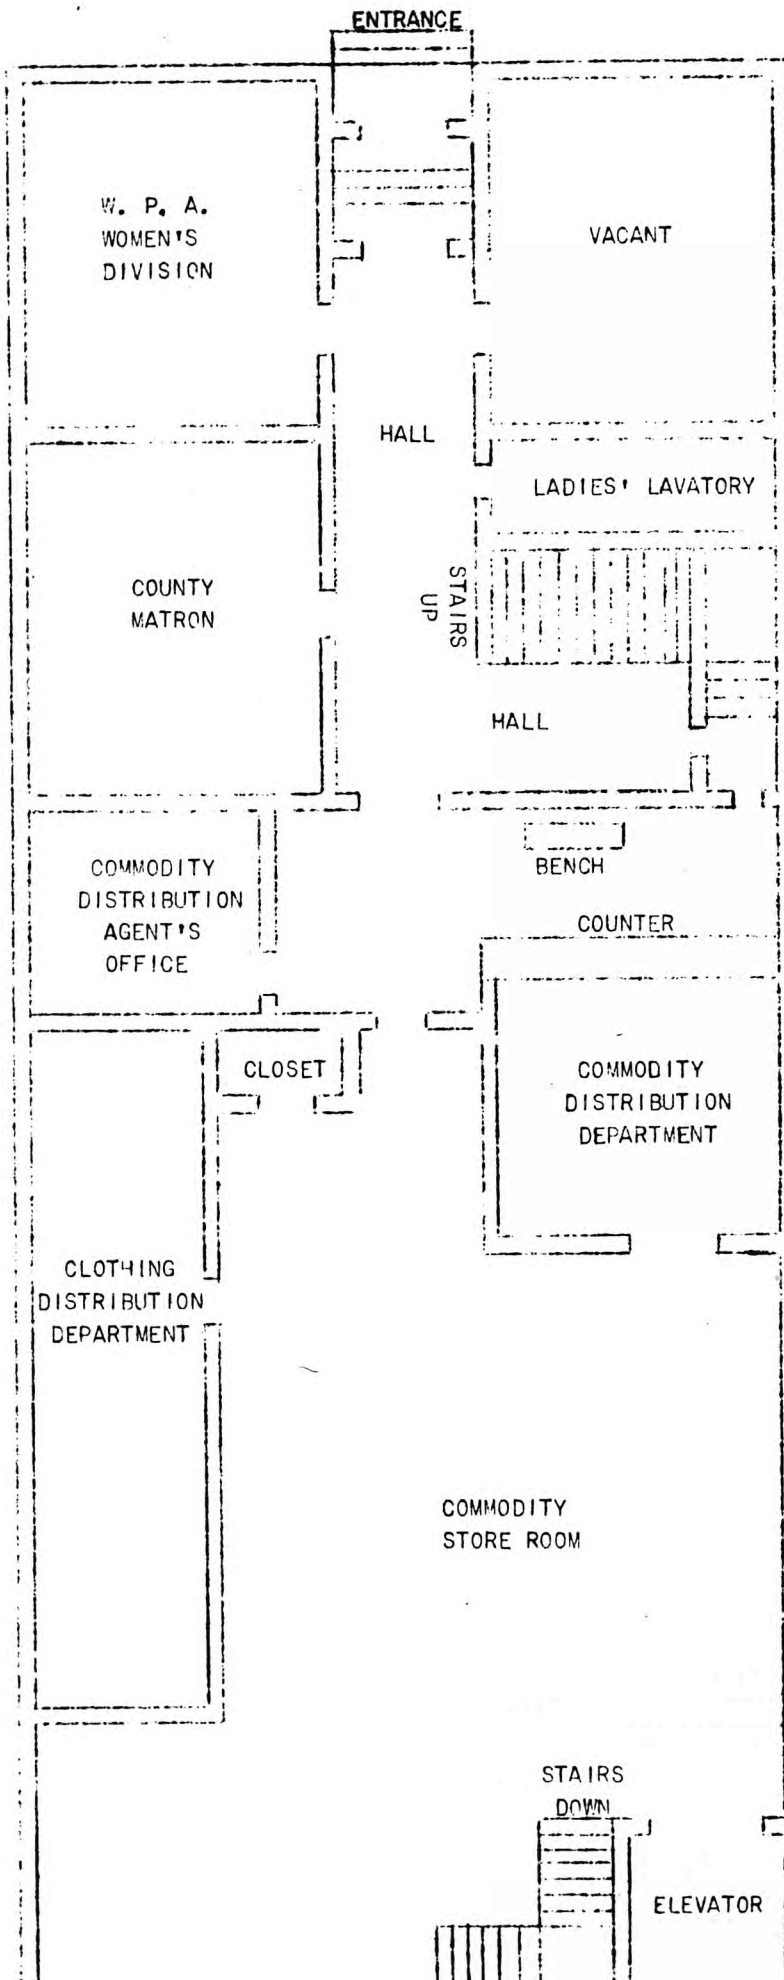 ENTRANCE
W. P. A.
WOMEN'S
DIVISION
VACANT
HALL
LADIES' LAVATORY
COUNTY
MATRON
STAIRS
UP
HALL
COMMODITY
DISTRIBUTION
AGENT'S
OFFICE
BENCH
COUNTER
CLOSET
COMMODITY
DISTRIBUTION
DEPARTMENT
CLOTHING
DISTRIBUTION
DEPARTMENT
COMMODITY
STORE ROOM
STAIRS
DOWN
ELEVATOR